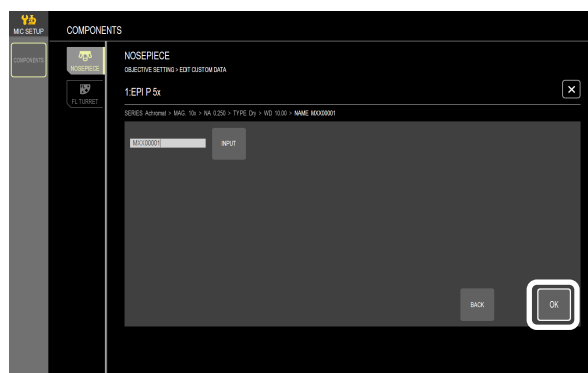 MIC SETUP
COMPONENTS
COMPONENTS
NOSEPIECE
FL TURRET
NOSEPIECE
OBJECTIVE SETTING > EDIT CUSTOM DATA
1:EPI P 5x
SERIES Achromat > MAG. 10x > NA 0.250 > TYPE Dry > WD 10.00 > NAME MXX00001
MXX00001
INPUT
BACK
OK